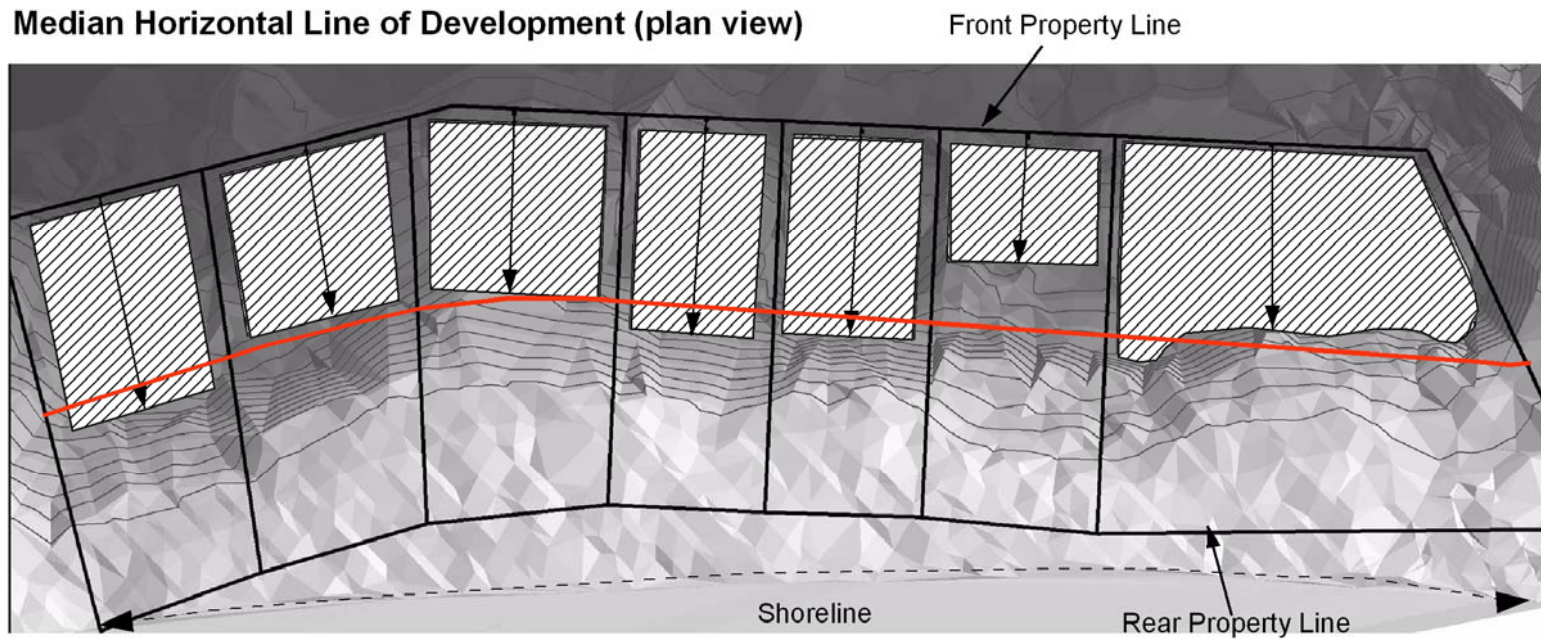 Median Horizontal Line of Development (plan view)
Front Property Line
Shoreline
Rear Property Line